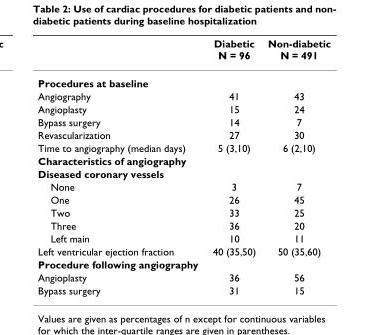 c
Table 2: Use of cardiac procedures for diabetic patients and non-
diabetic patients during baseline hospitalization
Diabetic Non-diabetic
N = 96 N = 491
Procedures at baseline
Angiography 41 43
Angioplasty 15 24
Bypass surgery 14 7
Revascularization 27 30
Time to angiography (median days) 5 (3,10) 6 (2,10)
Characteristics of angiography
Diseased coronary vessels
None 3 7
One 26 45
Two 33 25
Three 36 20
Left main 10 11
Left ventricular ejection fraction 40 (35,50) 50 (35,60)
Procedure following angiography
Angioplasty 36 56
Bypass surgery 31 15
Values are given as percentages of n except for continuous variables
for which the inter-quartile ranges are given in parentheses.